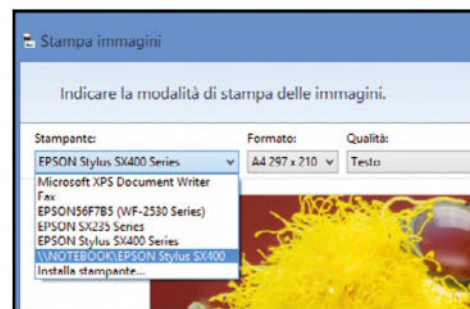 Stampa immagini
Indicare la modalità di stampa delle immagini.
Stampante: Formato: Qualità:
EPSON Stylus SX400 Series A4 297 x 210 Testo
Microsoft XPS Document Writer
Fax
EPSON56F7B5 (WF-2530 Series)
EPSON SX235 Series
EPSON Stylus SX400 Series
\\NOTEBOOK\EPSON Stylus SX400
Installa stampante...